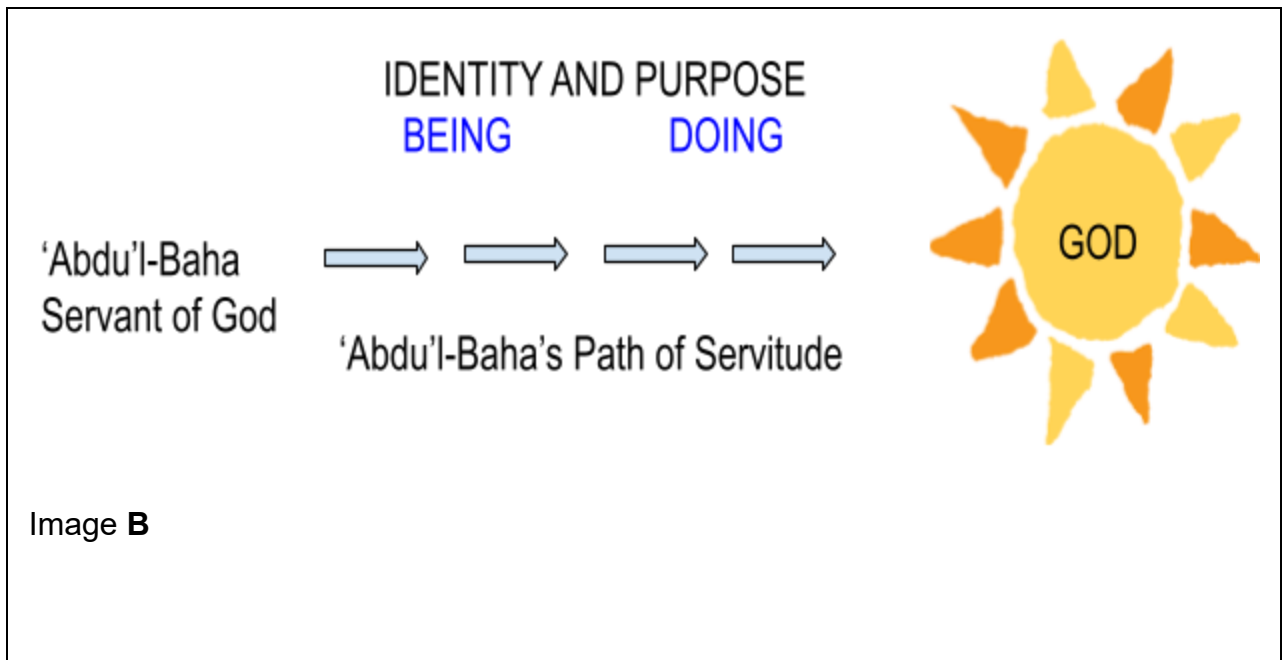 IDENTITY AND PURPOSE
BEING DOING
‘Abdu’l-Baha
Servant of God
GOD
‘Abdu’l-Baha’s Path of Servitude
Image B